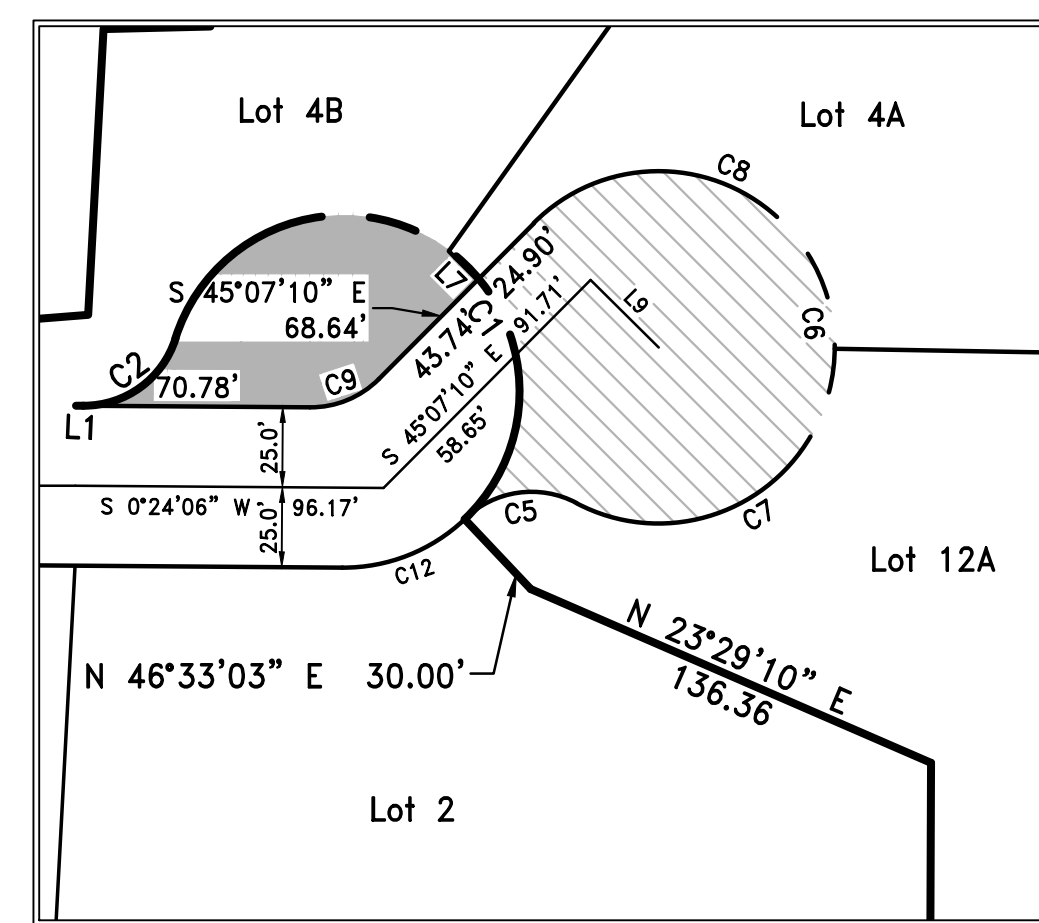 Lot 4B
Lot 4A
C8
S 45°07'10" E
68.64'
L7
24.90'
C1
43.74'
91.71'
L9
C6
C2
70.78'
C9
L1
S 45°07'10" E
58.65'
25.0'
S 0°24'06" W 96.17'
25.0'
C5
C7
C12
Lot 12A
N 46°33'03" E 30.00'
N 23°29'10" E
136.36
Lot 2